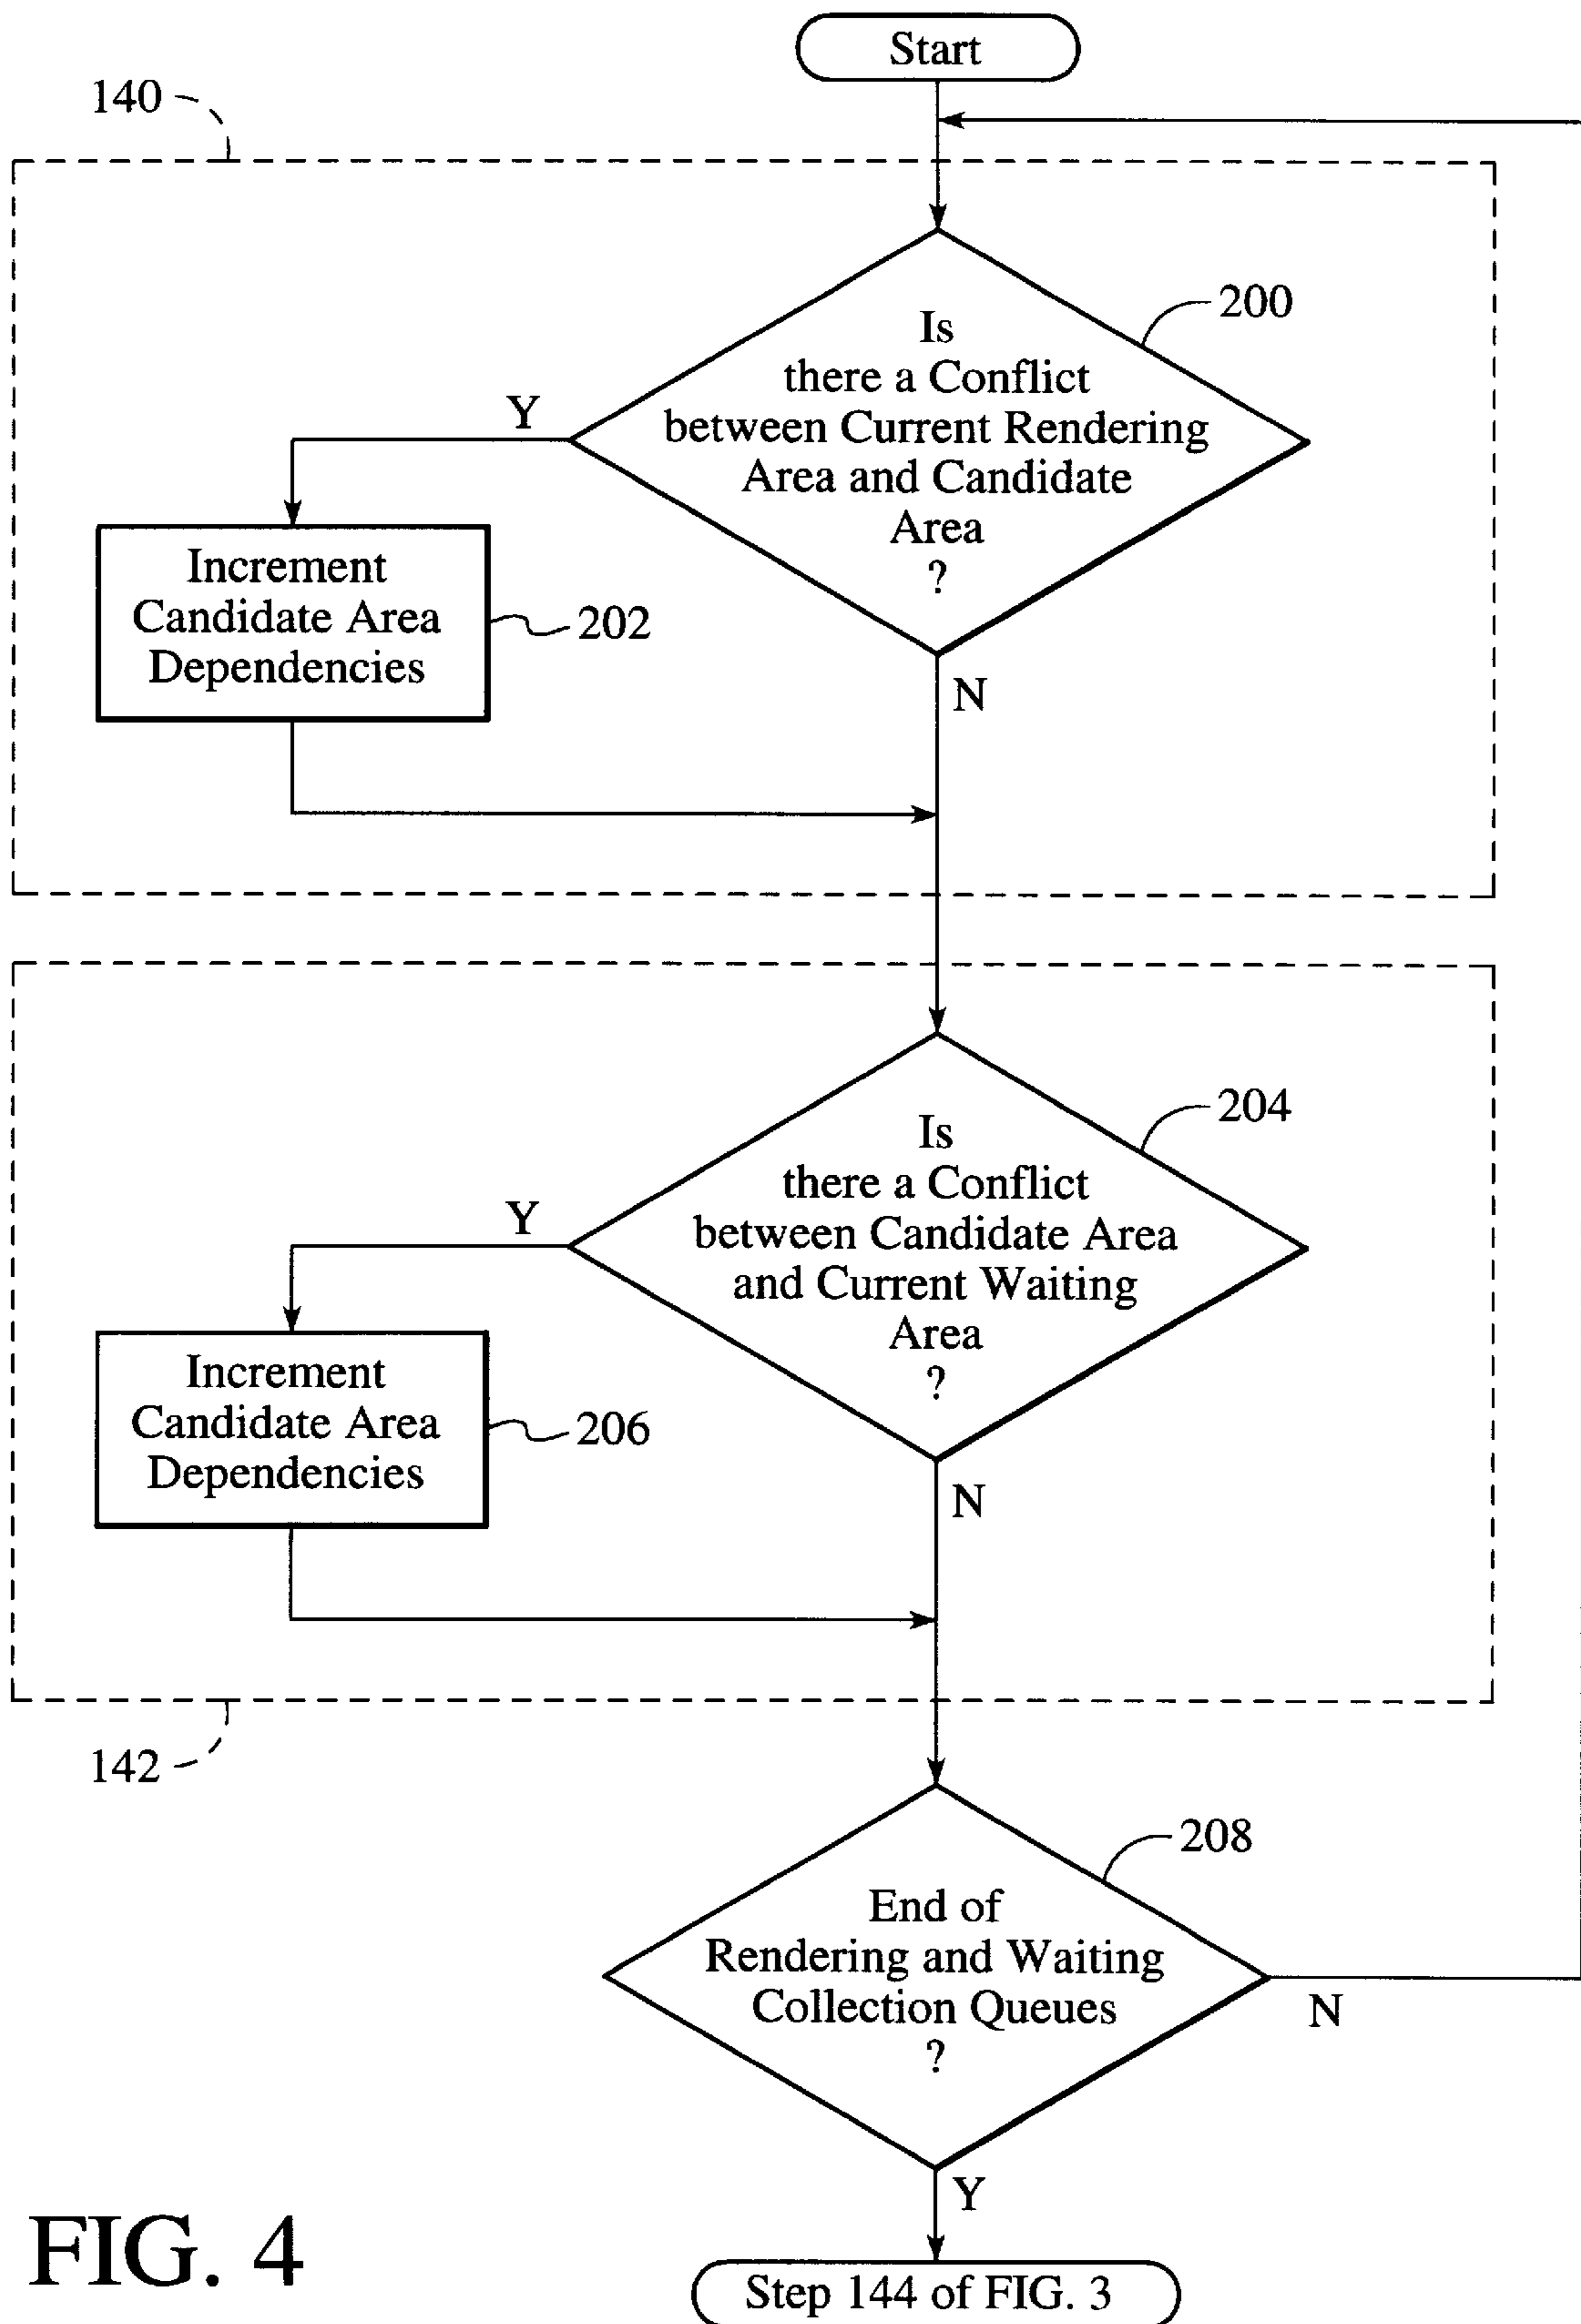 Start
140
200
Is
there a Conflict
between Current Rendering
Area and Candidate
Area
?
Y
Increment
Candidate Area
Dependencies
202
N
204
Is
there a Conflict
between Candidate Area
and Current Waiting
Area
?
Y
Increment
Candidate Area
Dependencies
206
N
142
208
End of
Rendering and Waiting
Collection Queues
?
N
Y
FIG. 4
Step 144 of FIG. 3